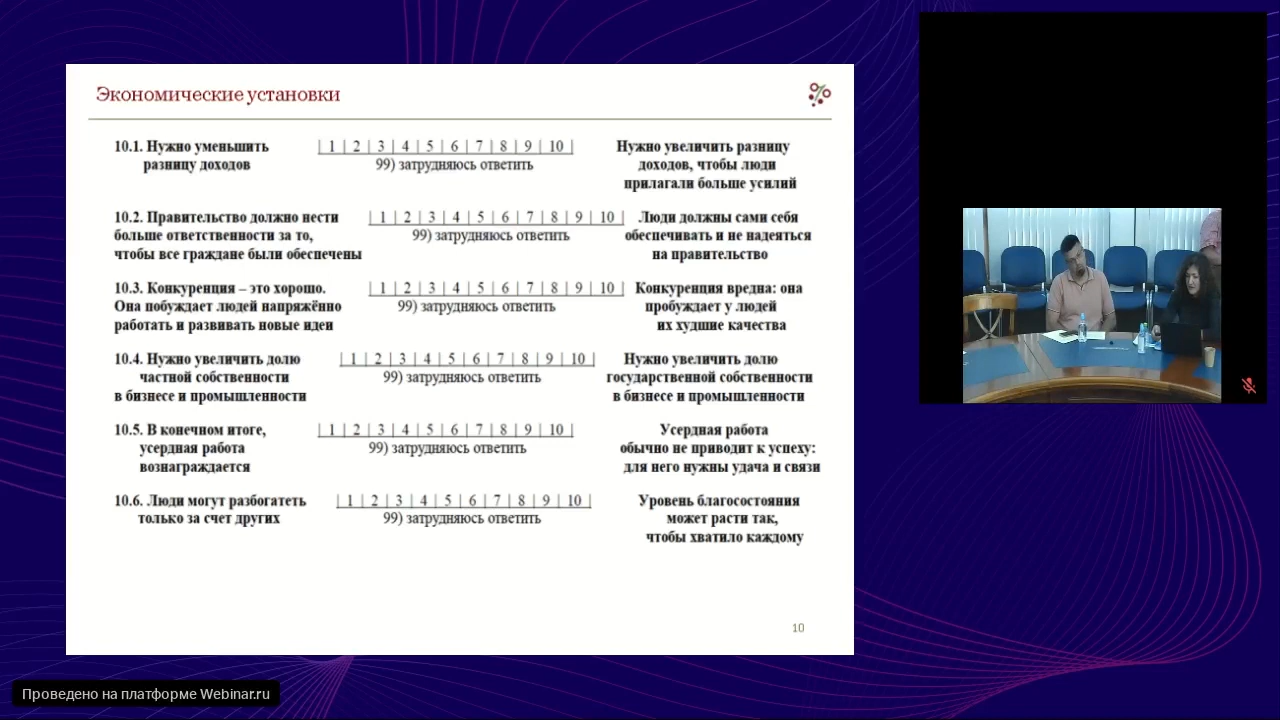 Экономические установки
10.1. Нужно уменьшить | 1 | 2 | 3 | 4 | 5 | 6 | 7 | 8 | 9 | 10 | Нужно увеличить разницу
разницу доходов 99) затрудняюсь ответить доходов, чтобы люди
прилагали больше усилий
10.2. Правительство должно нести | 1 | 2 | 3 | 4 | 5 | 6 | 7 | 8 | 9 | 10 | Люди должны сами себя
больше ответственности за то, 99) затрудняюсь ответить обеспечивать и не надеяться
чтобы все граждане были обеспечены на правительство
10.3. Конкуренция – это хорошо. | 1 | 2 | 3 | 4 | 5 | 6 | 7 | 8 | 9 | 10 | Конкуренция вредна: она
Она побуждает людей напряжённо 99) затрудняюсь ответить пробуждает у людей
работать и развивать новые идеи их худшие качества
10.4. Нужно увеличить долю | 1 | 2 | 3 | 4 | 5 | 6 | 7 | 8 | 9 | 10 | Нужно увеличить долю
частной собственности 99) затрудняюсь ответить государственной собственности
в бизнесе и промышленности в бизнесе и промышленности
10.5. В конечном итоге, | 1 | 2 | 3 | 4 | 5 | 6 | 7 | 8 | 9 | 10 | Усердная работа
усердная работа 99) затрудняюсь ответить обычно не приводит к успеху:
вознаграждается для него нужны удача и связи
10.6. Люди могут разбогатеть | 1 | 2 | 3 | 4 | 5 | 6 | 7 | 8 | 9 | 10 | Уровень благосостояния
только за счет других 99) затрудняюсь ответить может расти так,
чтобы хватило каждому
10
Проведено на платформе Webinar.ru